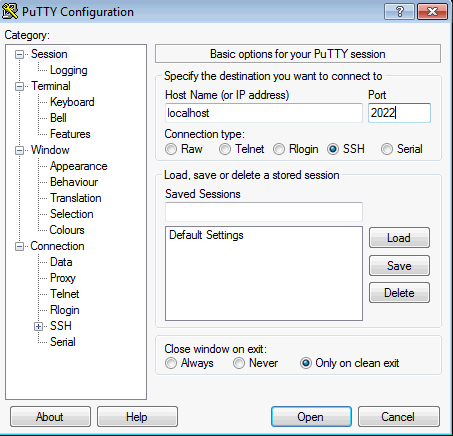 PuTTY Configuration
Category:
Session
Logging
Terminal
Keyboard
Bell
Features
Window
Appearance
Behaviour
Translation
Selection
Colours
Connection
Data
Proxy
Telnet
Rlogin
SSH
Serial
Basic options for your PuTTY session
Specify the destination you want to connect to
Host Name (or IP address) Port
localhost 2022
Connection type:
Raw Telnet Rlogin SSH Serial
Load, save or delete a stored session
Saved Sessions
Default Settings
Load
Save
Delete
Close window on exit:
Always Never Only on clean exit
About Help Open Cancel